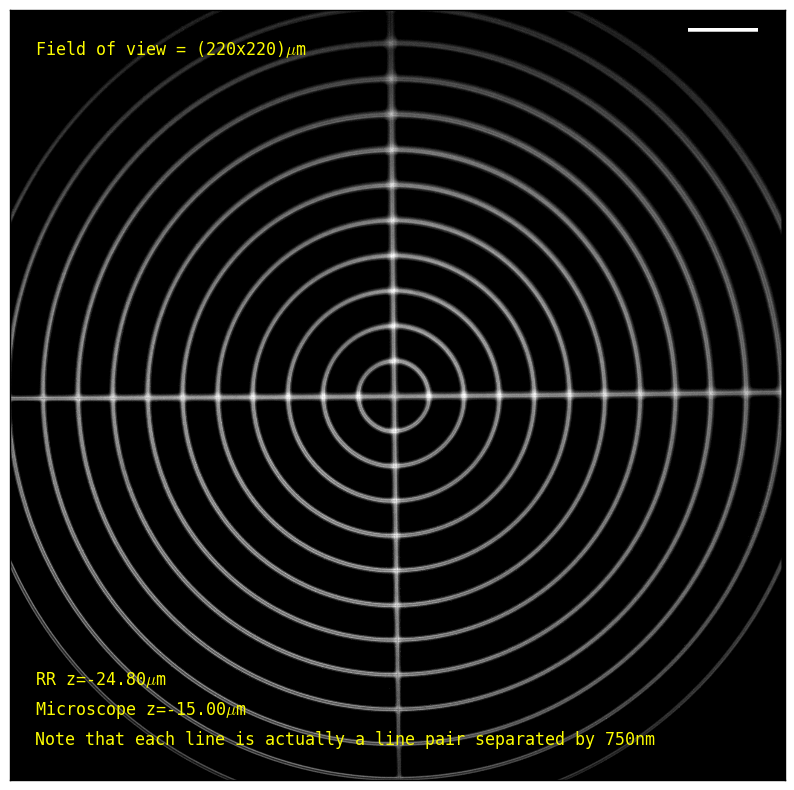 Field of view = (220x220)μm
RR z=-24.80μm
Microscope z=-15.00μm
Note that each line is actually a line pair separated by 750nm